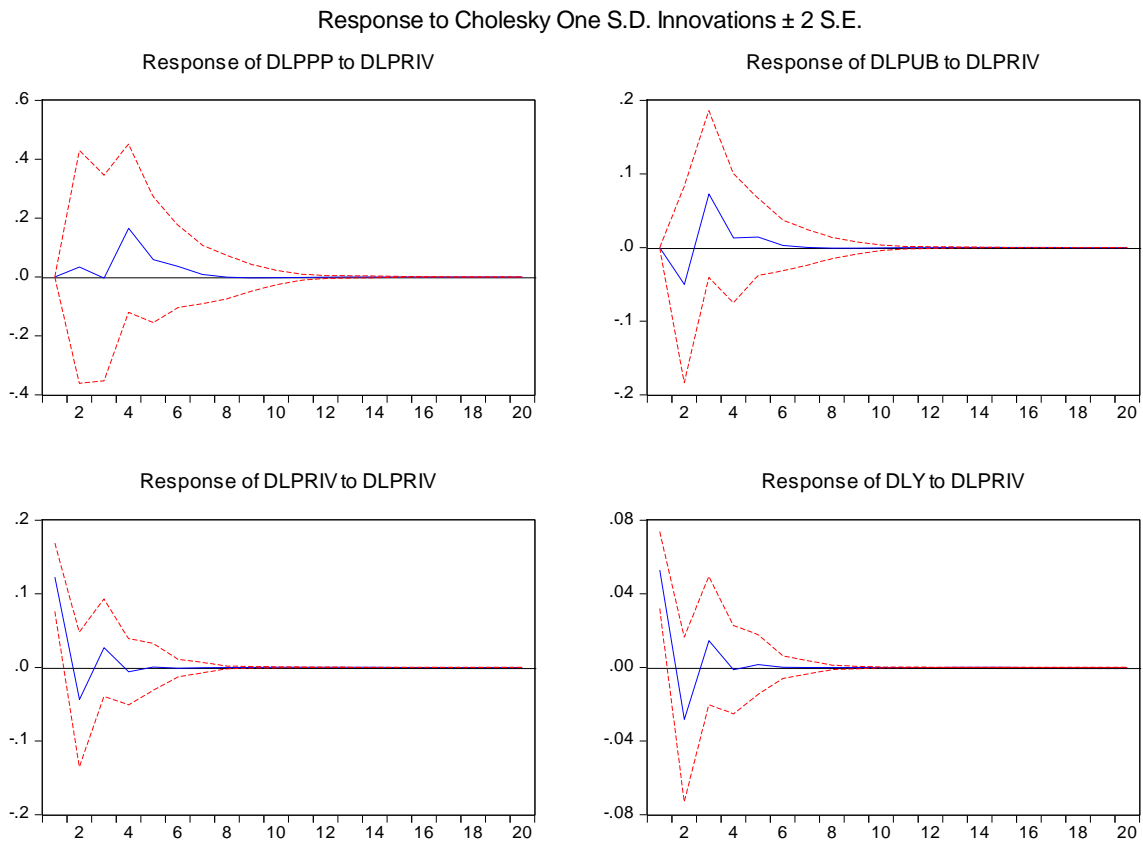 Response to Cholesky One S.D. Innovations ± 2 S.E.
Response of DLPPP to DLPRIV
.6
.4
.2
.0
-.2
-.4
2 4 6 8 10 12 14 16 18 20
Response of DLPUB to DLPRIV
.2
.1
.0
-.1
-.2
2 4 6 8 10 12 14 16 18 20
Response of DLPRIV to DLPRIV
.2
.1
.0
-.1
-.2
2 4 6 8 10 12 14 16 18 20
Response of DLY to DLPRIV
.08
.04
.00
-.04
-.08
2 4 6 8 10 12 14 16 18 20